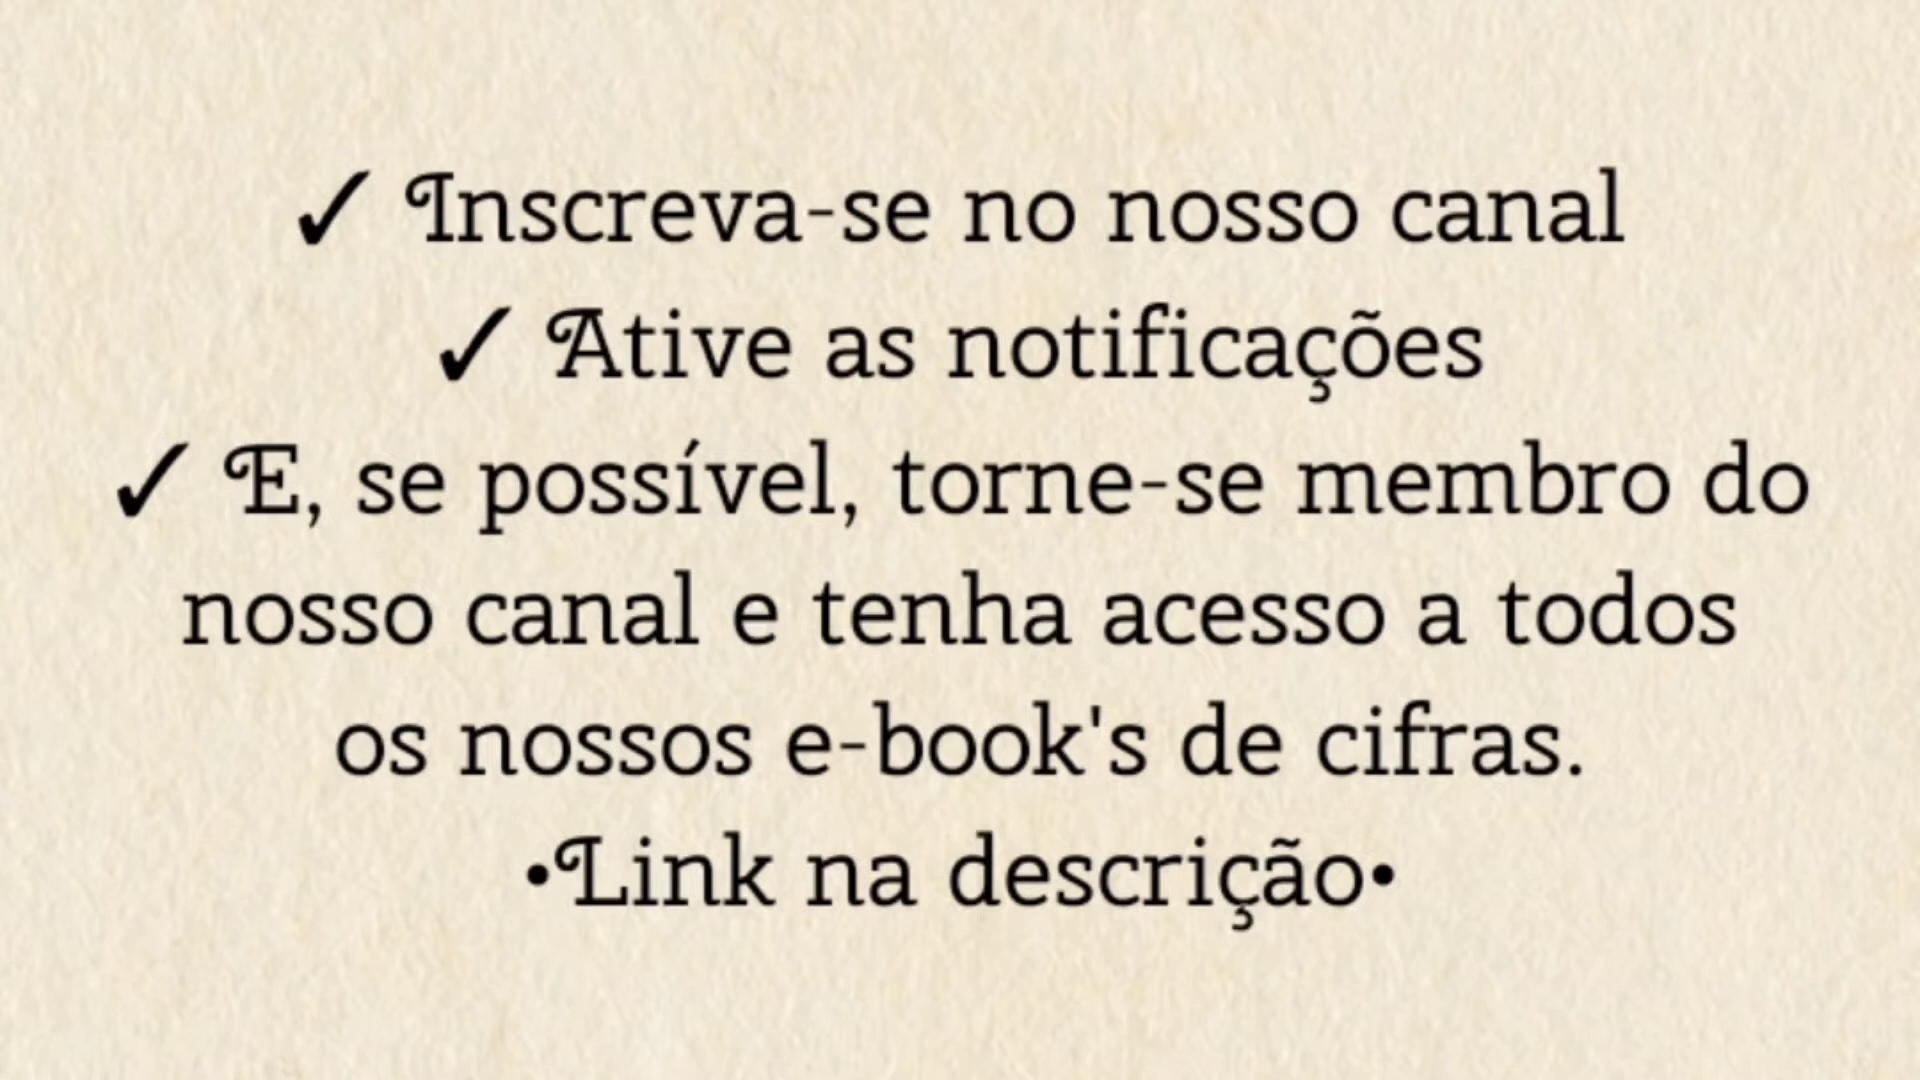 ✓ Inscreva-se no nosso canal
✓ Ative as notificações
✓ E, se possível, torne-se membro do
nosso canal e tenha acesso a todos
os nossos e-book's de cifras.
•Link na descrição•